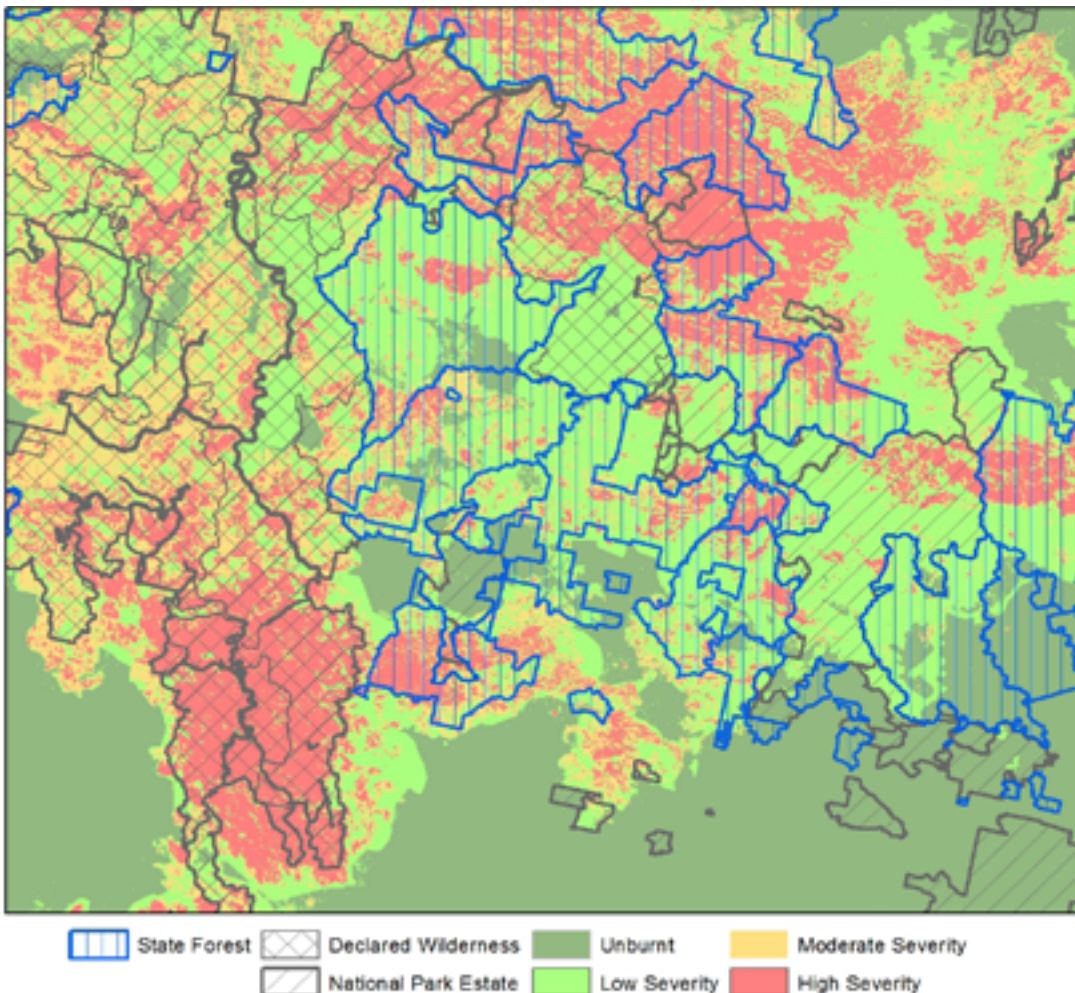 State Forest Declared Wilderness Unburnt Moderate Severity
National Park Estate Low Severity High Severity